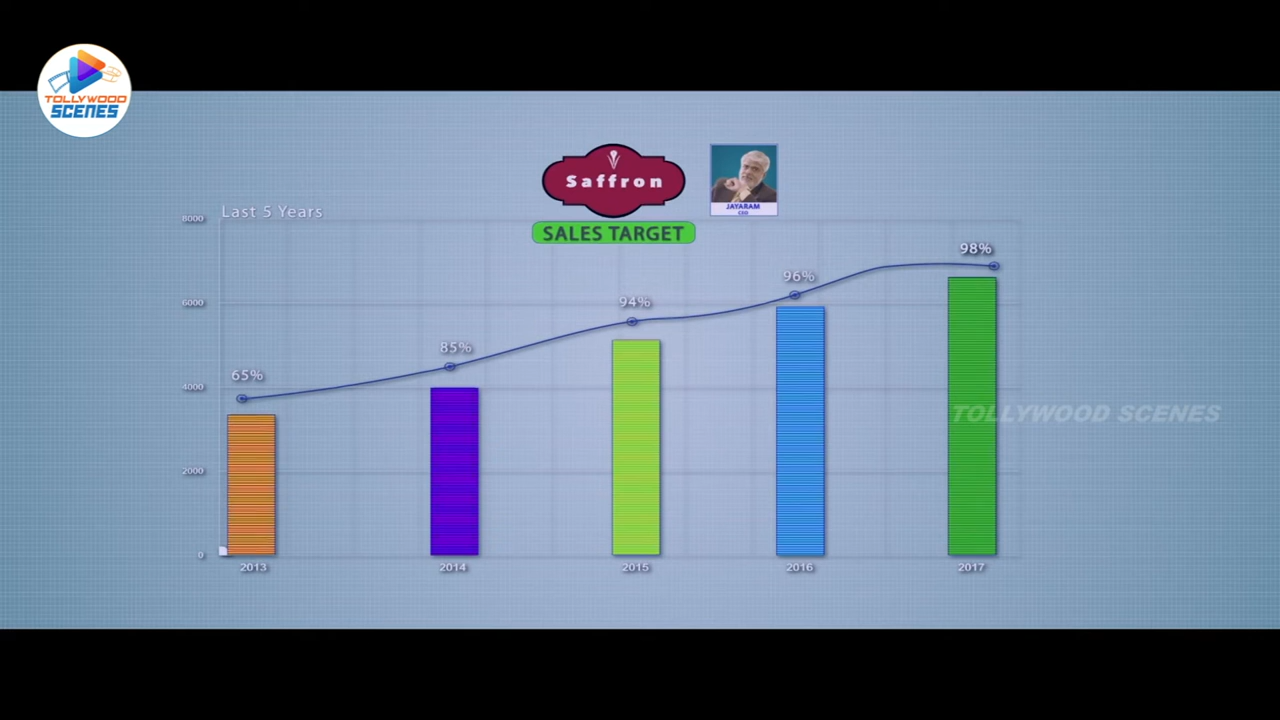 TOLLYWOOD
SCENES
Saffron
JAYARAM
CEO
Last 5 Years
SALES TARGET
8000
6000
4000
2000
0
65%
85%
94%
96%
98%
TOLLYWOOD SCENES
2013
2014
2015
2016
2017